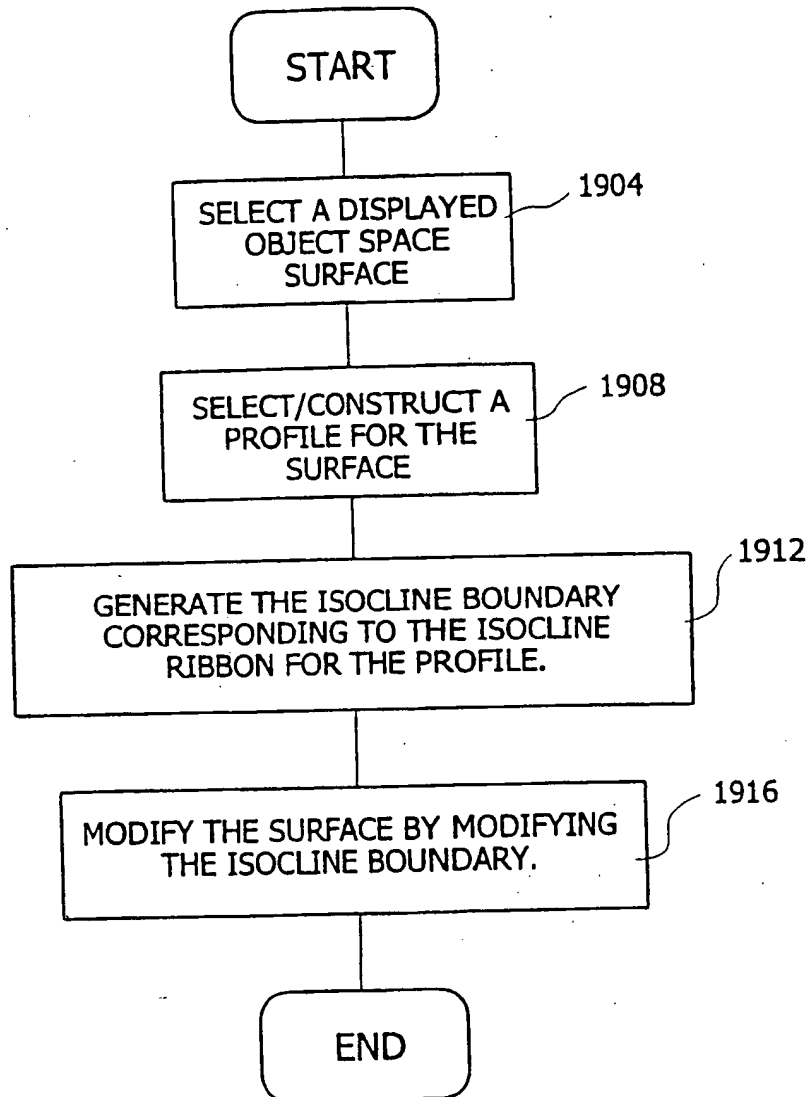 START
1904
SELECT A DISPLAYED
OBJECT SPACE
SURFACE
1908
SELECT/CONSTRUCT A
PROFILE FOR THE
SURFACE
1912
GENERATE THE ISOCLINE BOUNDARY
CORRESPONDING TO THE ISOCLINE
RIBBON FOR THE PROFILE.
1916
MODIFY THE SURFACE BY MODIFYING
THE ISOCLINE BOUNDARY.
END